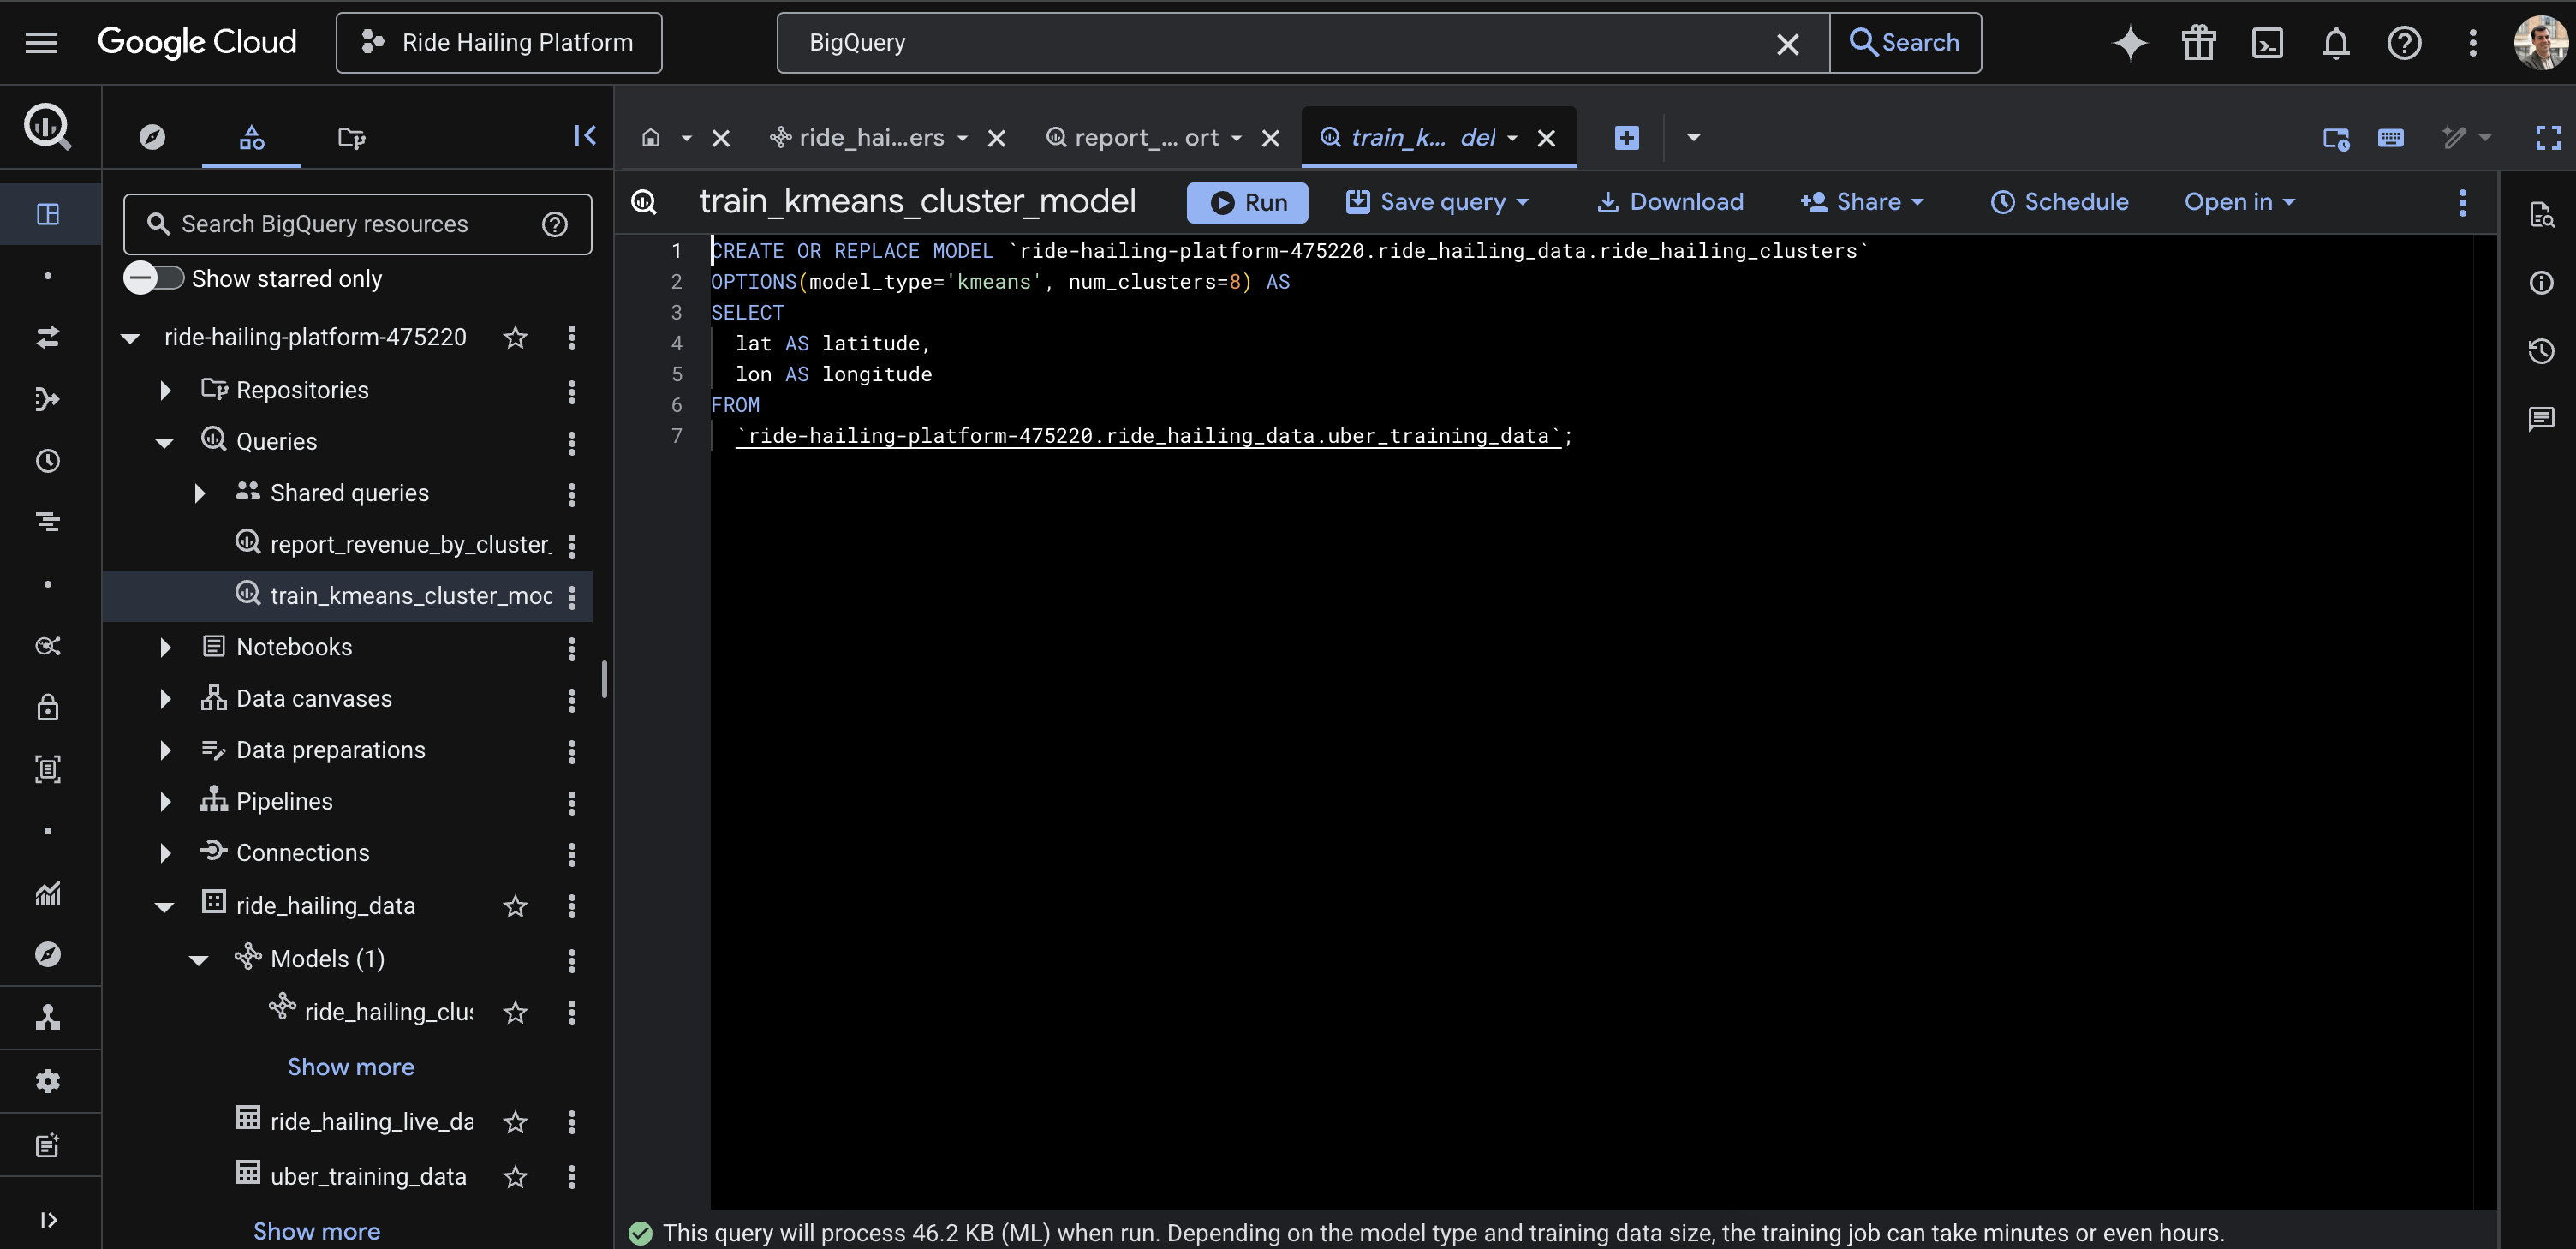 Google Cloud
Ride Hailing Platform
BigQuery
Search
ride_hai...ers
report_... ort
train_k... del
Search BigQuery resources
Show starred only
ride-hailing-platform-475220
Repositories
Queries
Shared queries
report_revenue_by_cluster_
train_kmeans_cluster_moc
Notebooks
Data canvases
Data preparations
Pipelines
Connections
ride_hailing_data
Models (1)
ride_hailing_clus
Show more
ride_hailing_live_da
uber_training_data
Show more
train_kmeans_cluster_model
Run
Save query
Download
Share
Schedule
Open in
1 CREATE OR REPLACE MODEL `ride-hailing-platform-475220.ride_hailing_data.ride_hailing_clusters`
2 OPTIONS(model_type='kmeans', num_clusters=8) AS
3 SELECT
4 lat AS latitude,
5 lon AS longitude
6 FROM
7 `ride-hailing-platform-475220.ride_hailing_data.uber_training_data`;
This query will process 46.2 KB (ML) when run. Depending on the model type and training data size, the training job can take minutes or even hours.